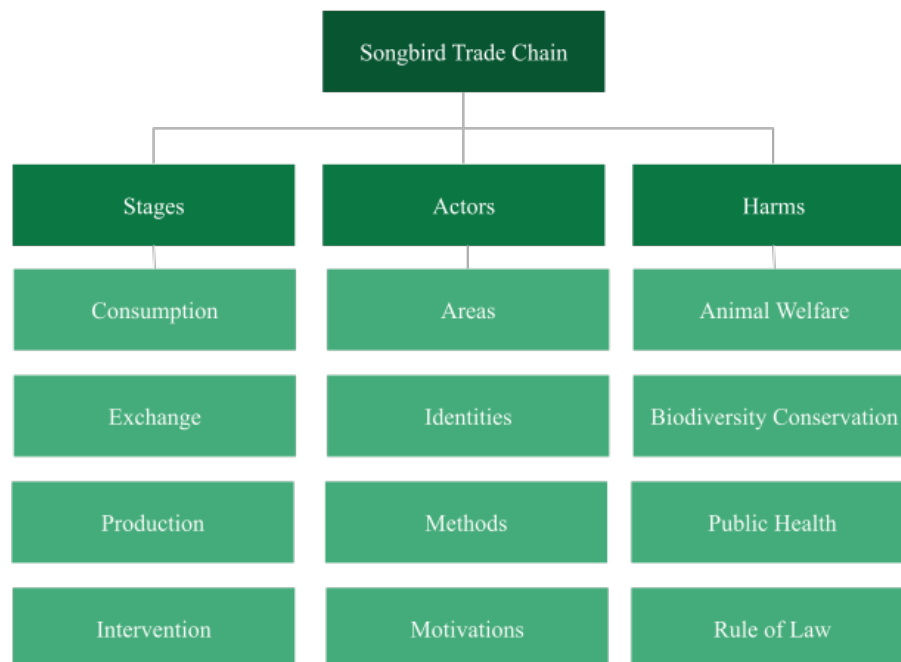 Songbird Trade Chain
Stages
Actors
Harms
Consumption
Areas
Animal Welfare
Exchange
Identities
Biodiversity Conservation
Production
Methods
Public Health
Intervention
Motivations
Rule of Law